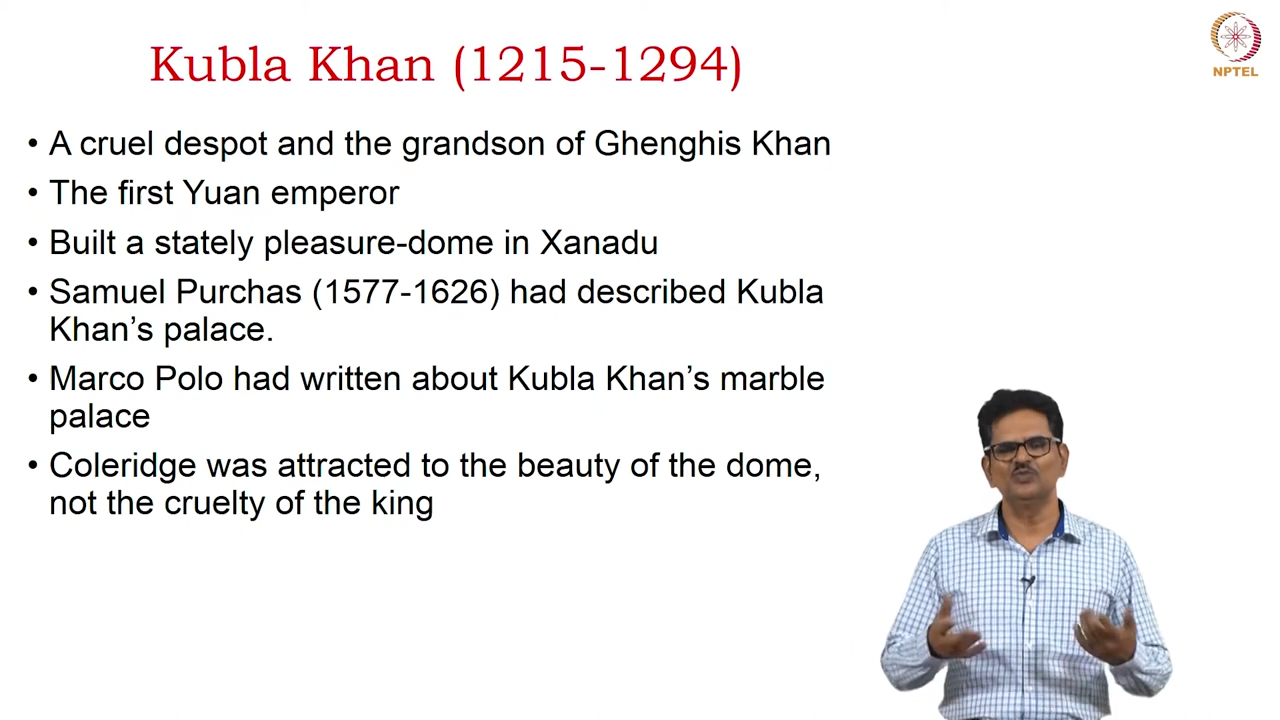 Kubla Khan (1215-1294)
NPTEL
• A cruel despot and the grandson of Ghenghis Khan
• The first Yuan emperor
• Built a stately pleasure-dome in Xanadu
• Samuel Purchas (1577-1626) had described Kubla
Khan’s palace.
• Marco Polo had written about Kubla Khan’s marble
palace
• Coleridge was attracted to the beauty of the dome,
not the cruelty of the king